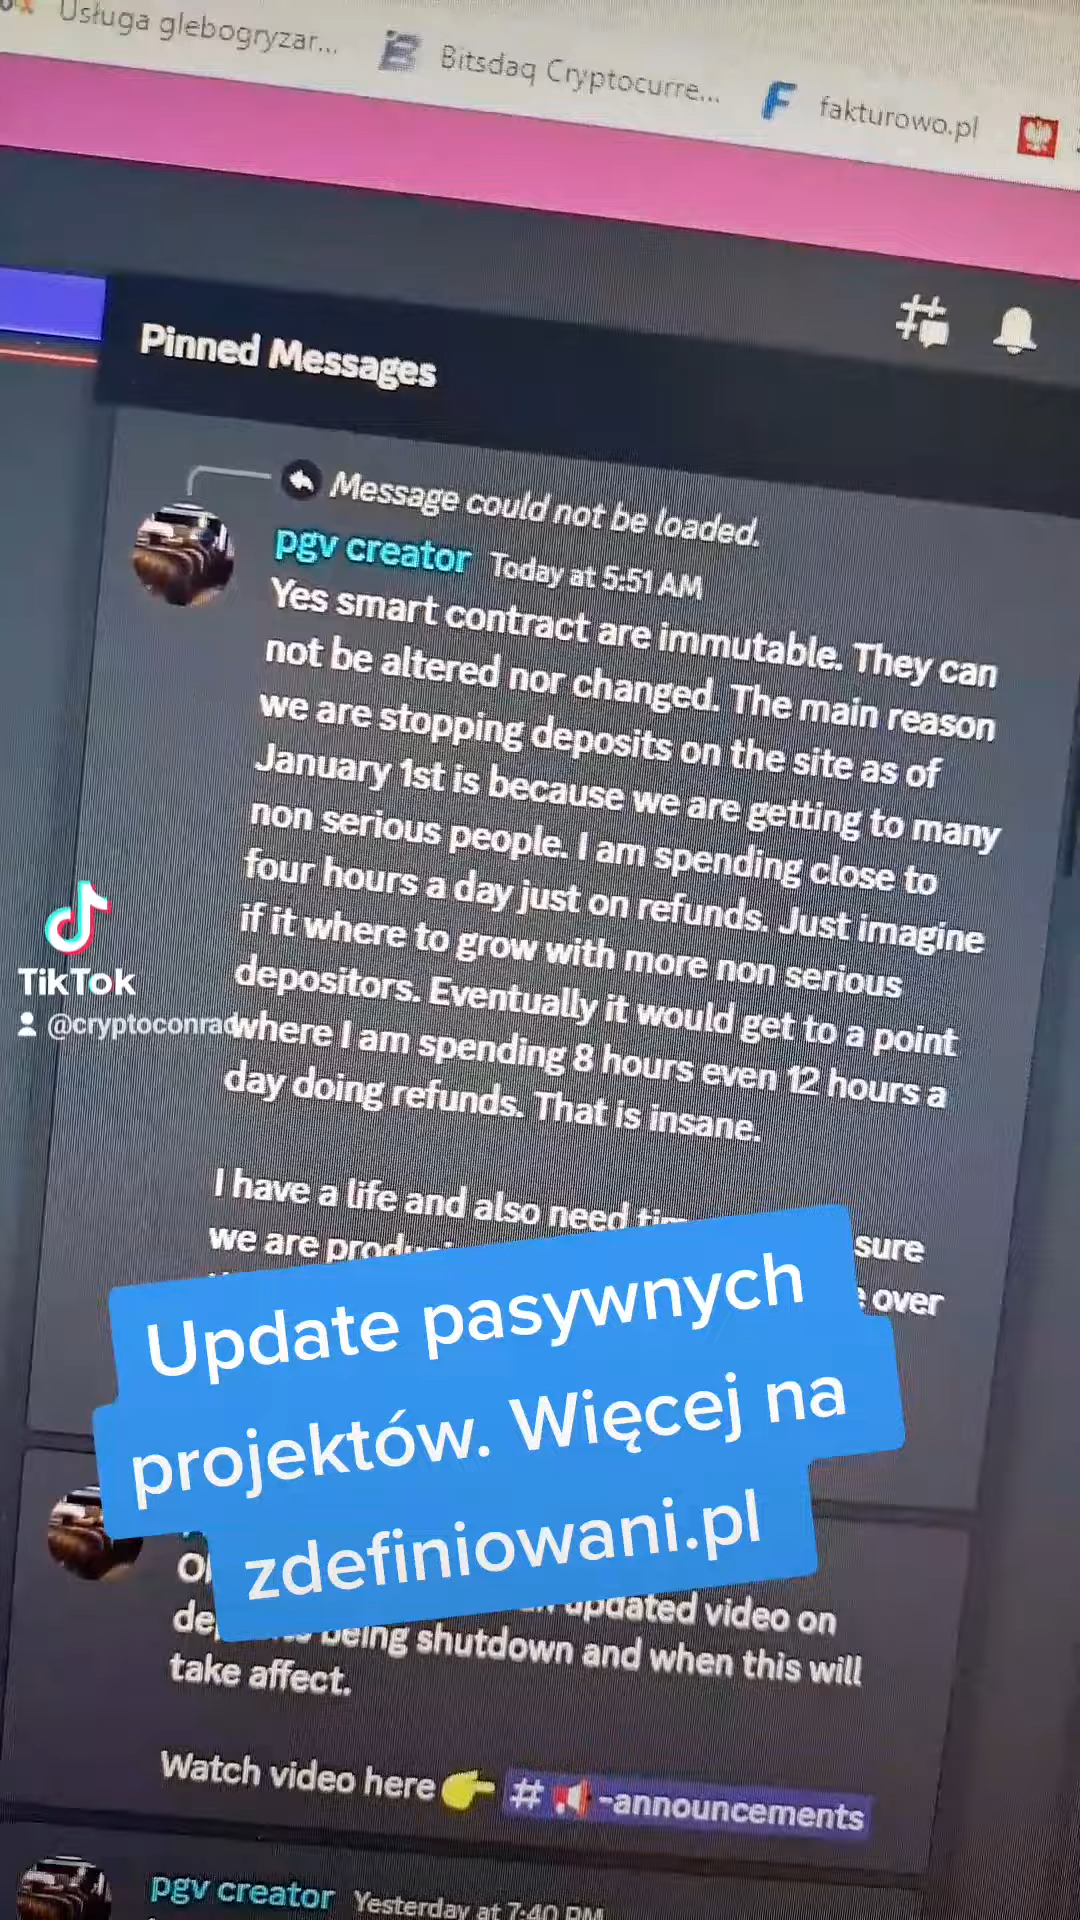 Usługa glebogryzar...
Bitsdaq Cryptocurre...
fakturowo.pl
Pinned Messages
Message could not be loaded.
pgv creator Today at 5:51 AM
Yes smart contract are immutable. They can
not be altered nor changed. The main reason
we are stopping deposits on the site as of
January 1st is because we are getting to many
non serious people. I am spending close to
four hours a day just on refunds. Just imagine
if it where to grow with more non serious
depositors. Eventually it would get to a point
where I am spending 8 hours even 12 hours a
day doing refunds. That is insane.
TikTok
@cryptoconrad
I have a life and also need
we are sure
over
Update pasywnych
projektów. Więcej na
zdefiniowani.pl
updated video on
being shutdown and when this will
take affect.
Watch video here # -announcements
pgv creator Yesterday at 7:40 PM